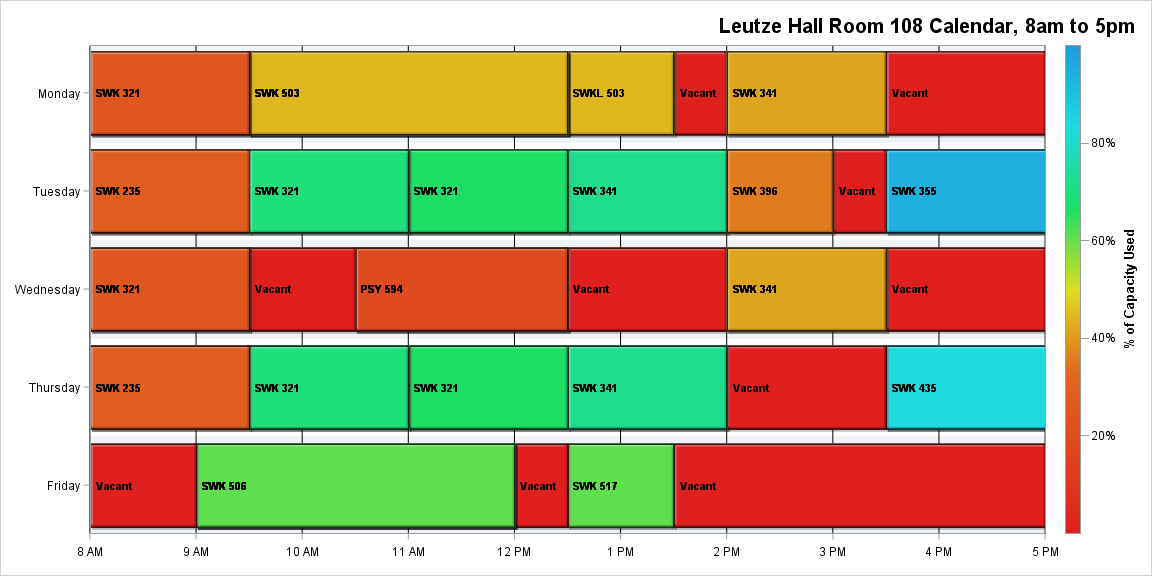 Leutze Hall Room 108 Calendar, 8am to 5pm
Monday
SWK 321
SWK 503
SWKL 503
Vacant
SWK 341
Vacant
Tuesday
SWK 235
SWK 321
SWK 321
SWK 341
SWK 396
Vacant
SWK 355
Wednesday
SWK 321
Vacant
PSY 594
Vacant
SWK 341
Vacant
Thursday
SWK 235
SWK 321
SWK 321
SWK 341
Vacant
SWK 435
Friday
Vacant
SWK 506
Vacant
SWK 517
Vacant
8 AM
9 AM
10 AM
11 AM
12 PM
1 PM
2 PM
3 PM
4 PM
5 PM
80%
60%
40%
20%
% of Capacity Used